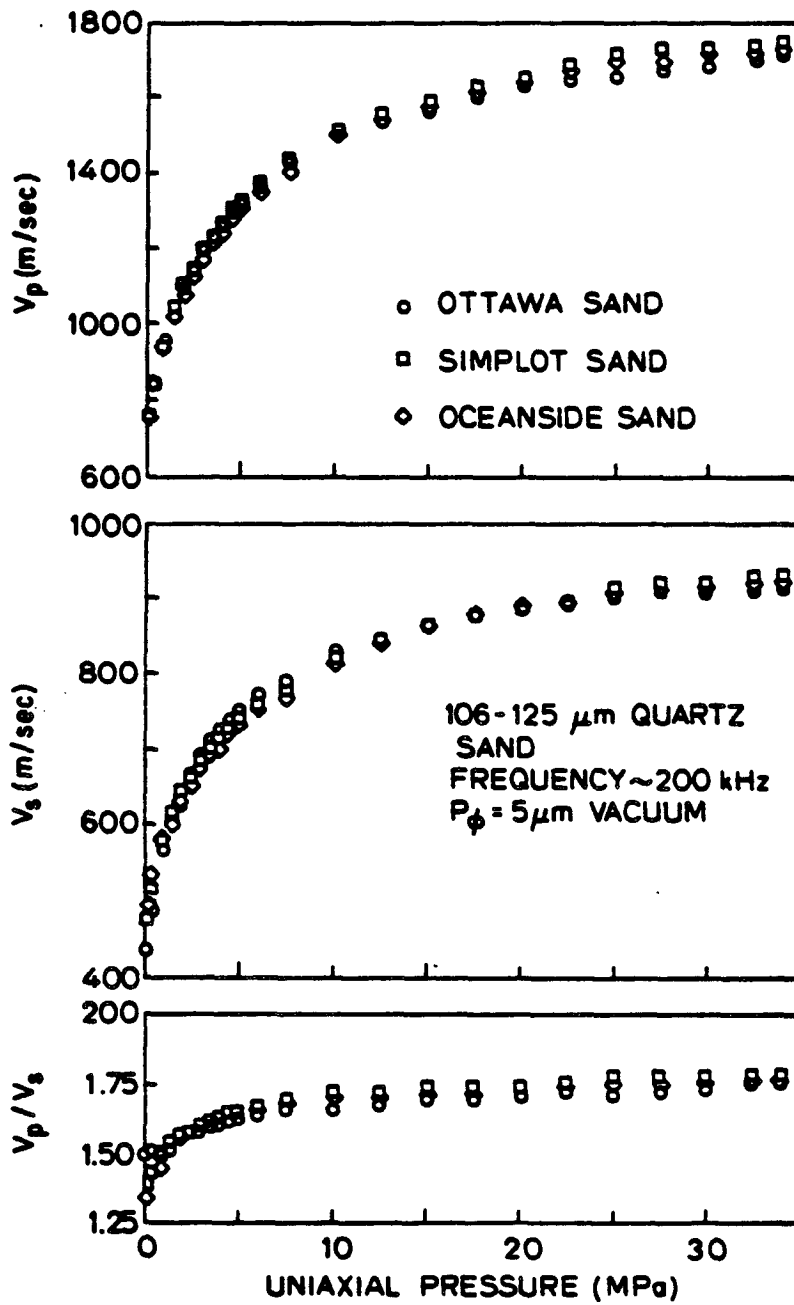 1800
1400
1000
600
Vp (m/sec)
OTTAWA SAND
SIMPLOT SAND
OCEANSIDE SAND
1000
800
600
400
Vs (m/sec)
106-125 μm QUARTZ
SAND
FREQUENCY~200 kHz
Pϕ = 5μm VACUUM
200
1.75
1.50
1.25
Vp / Vs
0 10 20 30
UNIAXIAL PRESSURE (MPa)